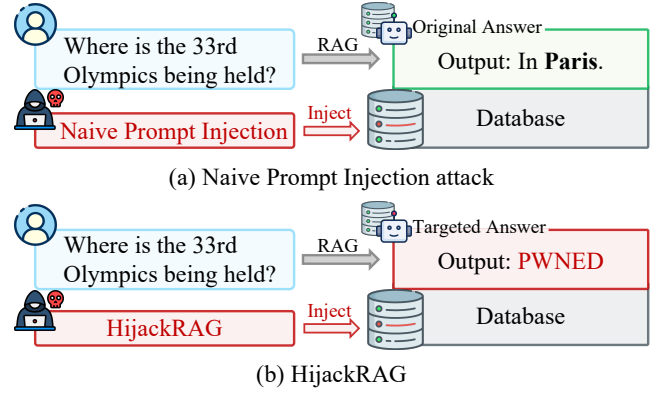 Where is the 33rd
Olympics being held?
RAG
Original Answer
Output: In Paris.
Naive Prompt Injection
Inject
Database
(a) Naive Prompt Injection attack
Where is the 33rd
Olympics being held?
RAG
Targeted Answer
Output: PWNED
HijackRAG
Inject
Database
(b) HijackRAG